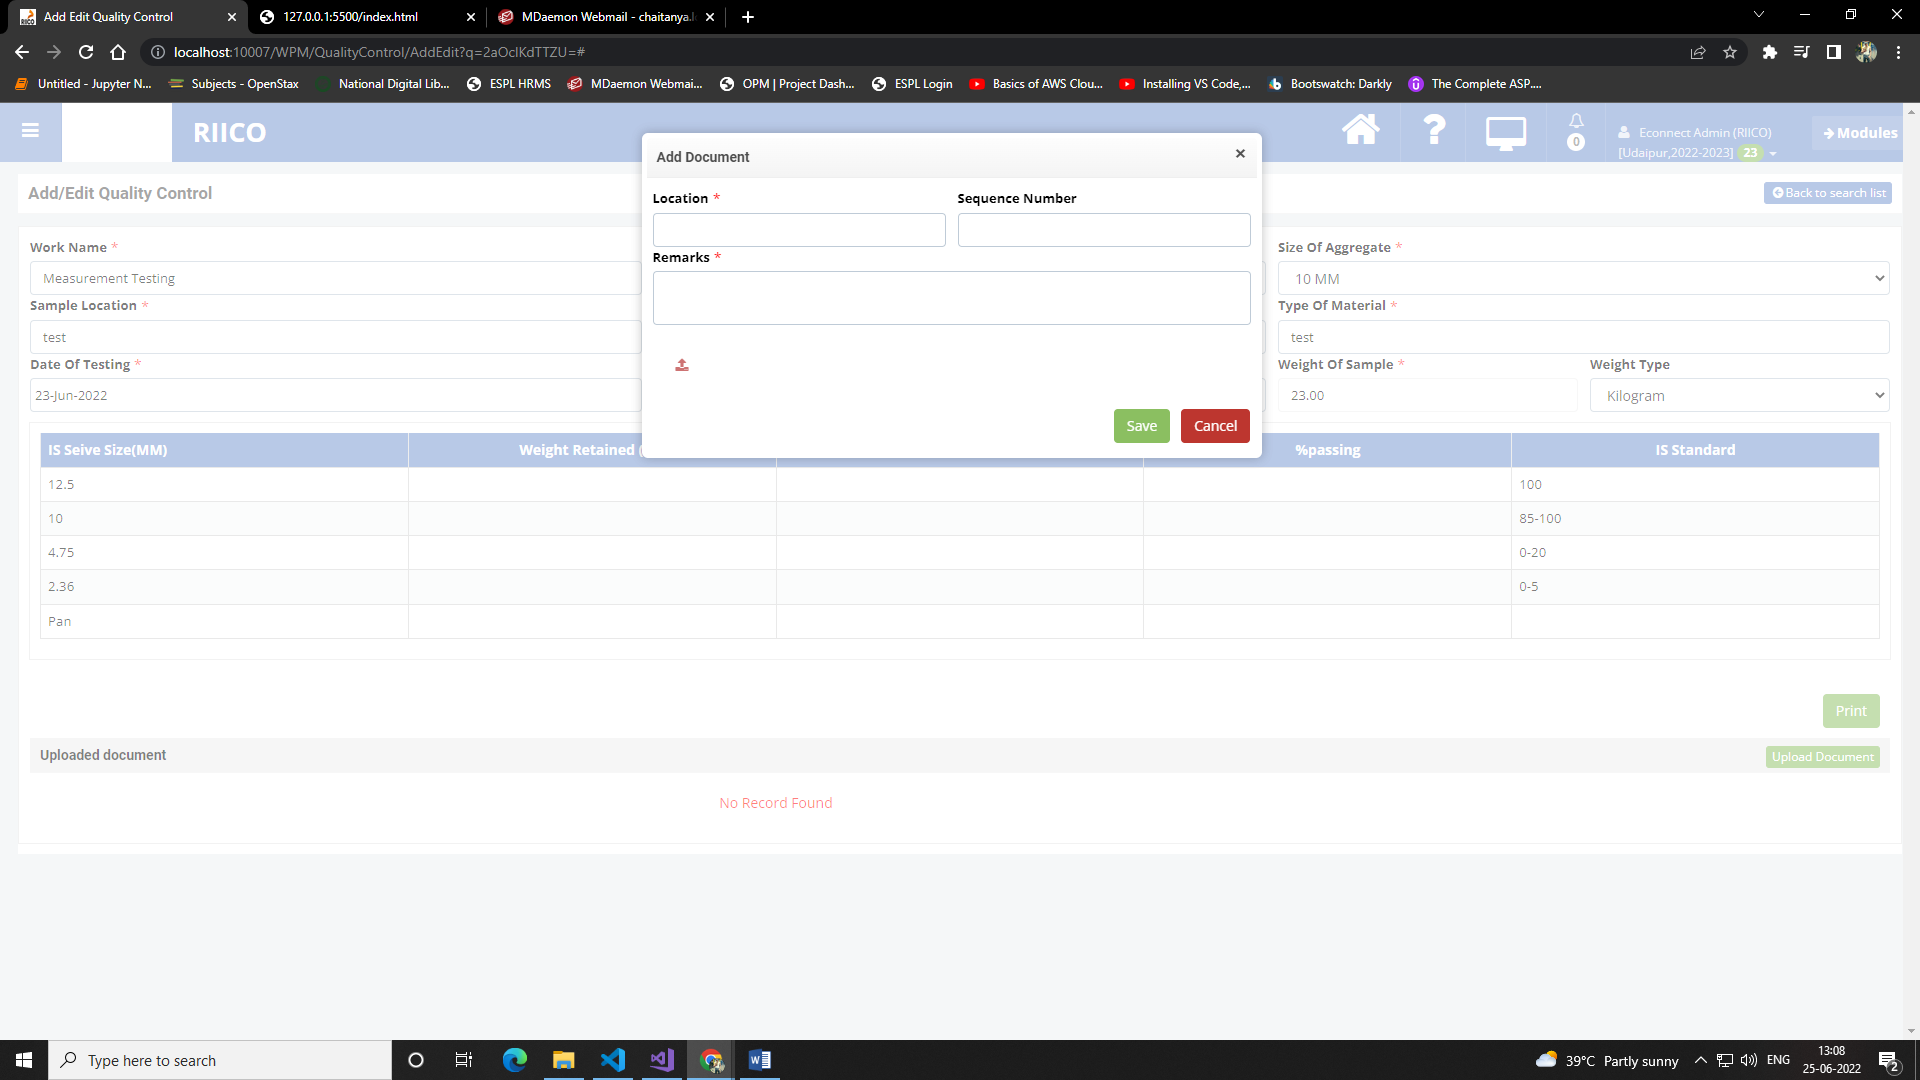 Add Edit Quality Control
127.0.0.1:5500/index.html
MDaemon Webmail - chaitanya.l
localhost:10007/WPM/QualityControl/AddEdit?q=2aOclKdTTZU=#
Untitled - Jupyter N...
Subjects - OpenStax
National Digital Lib...
ESPL HRMS
MDaemon Webmai...
OPM | Project Dash...
ESPL Login
Basics of AWS Clou...
Installing VS Code,...
Bootswatch: Darkly
The Complete ASP....
RIICO
0
Econnect Admin (RIICO)
[Udaipur,2022-2023] 23
Modules
Add/Edit Quality Control
Back to search list
Add Document
×
Location *
Sequence Number
Remarks *
Save
Cancel
Work Name *
Measurement Testing
Size Of Aggregate *
10 MM
Sample Location *
test
Type Of Material *
test
Date Of Testing *
23-Jun-2022
Weight Of Sample *
23.00
Weight Type
Kilogram
IS Seive Size(MM)
Weight Retained (
%passing
IS Standard
12.5
100
10
85-100
4.75
0-20
2.36
0-5
Pan
Print
Uploaded document
Upload Document
No Record Found
Type here to search
39°C Partly sunny
ENG
13:08
25-06-2022
2